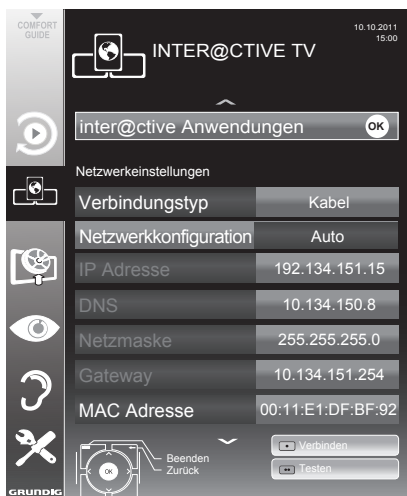 COMFORT
GUIDE
10.10.2011
15:00
INTER@CTIVE TV
inter@ctive Anwendungen OK
Netzwerkeinstellungen
Verbindungstyp Kabel
Netzwerkkonfiguration Auto
IP Adresse 192.134.151.15
DNS 10.134.150.8
Netzmaske 255.255.255.0
Gateway 10.134.151.254
MAC Adresse 00:11:E1:DF:BF:92
Beenden
Zurück
OK
Verbinden
Testen
GRUNDIG